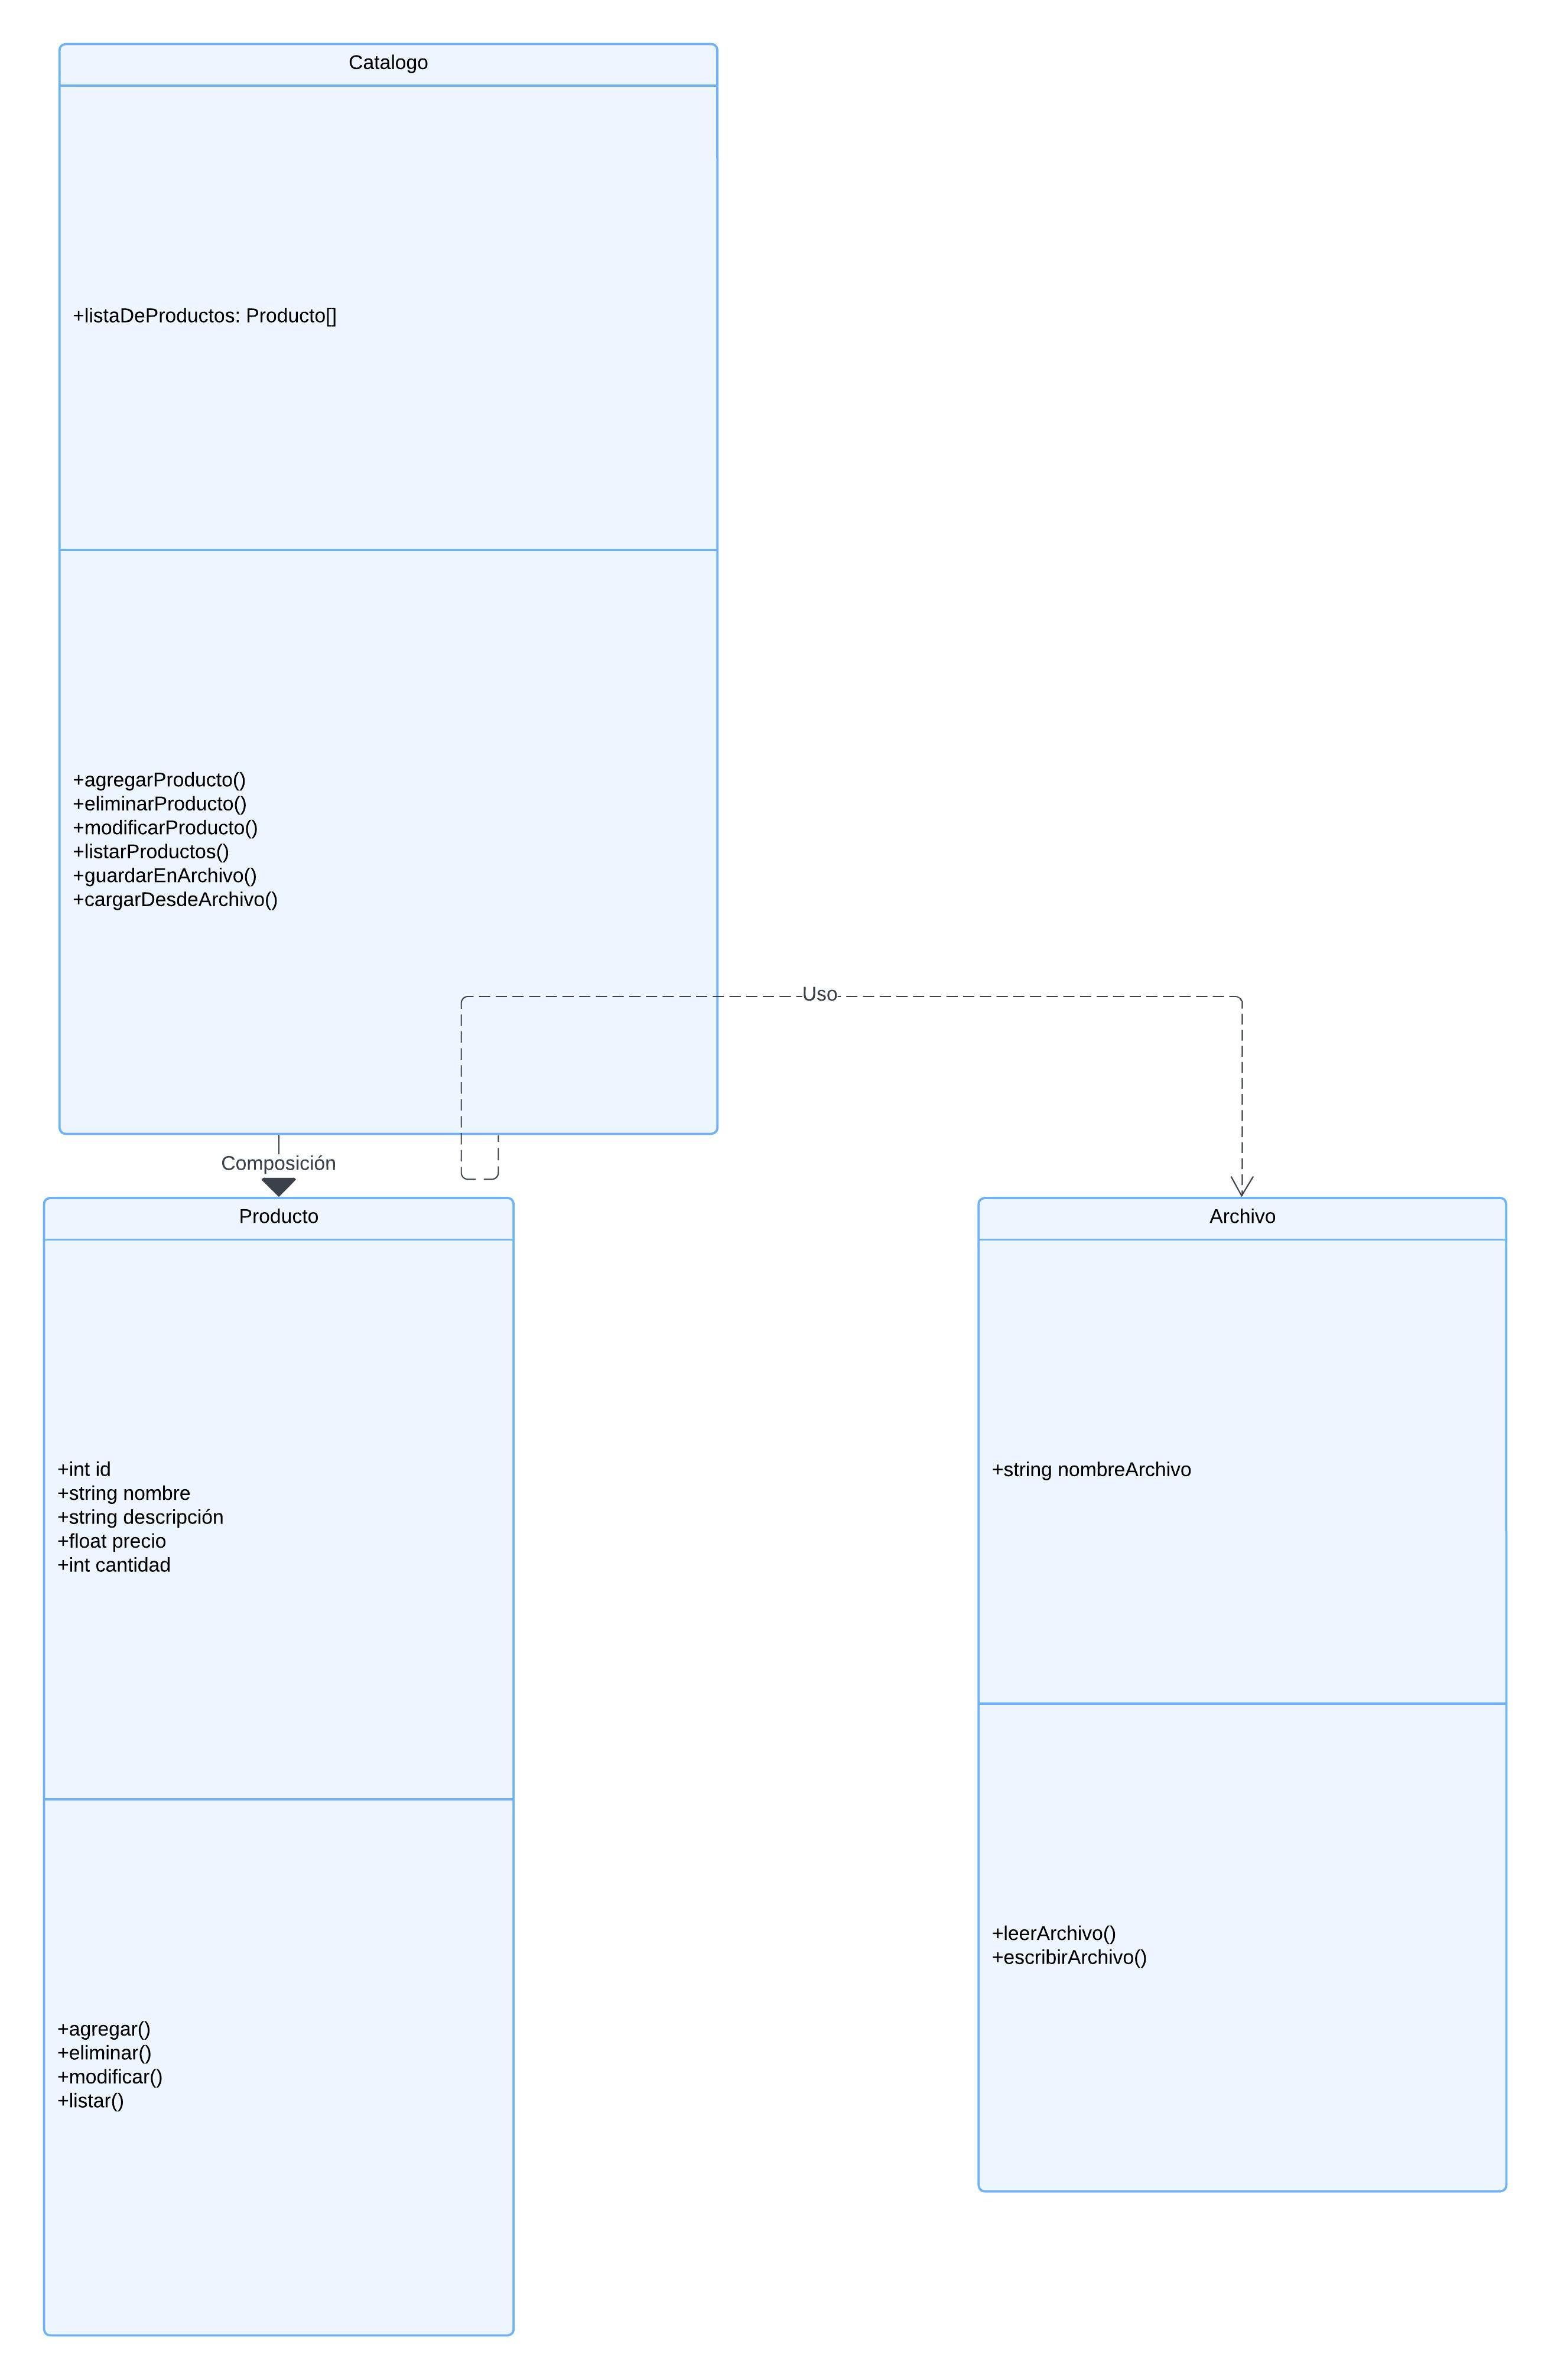 Catalogo
+listaDeProductos: Producto[]
+agregarProducto()
+eliminarProducto()
+modificarProducto()
+listarProductos()
+guardarEnArchivo()
+cargarDesdeArchivo()
Uso
Composición
Producto
+int id
+string nombre
+string descripción
+float precio
+int cantidad
+agregar()
+eliminar()
+modificar()
+listar()
Archivo
+string nombreArchivo
+leerArchivo()
+escribirArchivo()